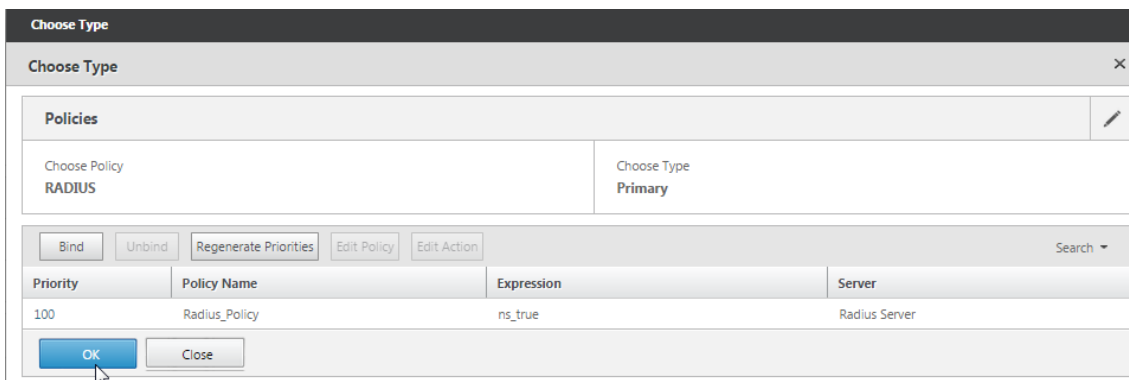 Choose Type
Choose Type ×
Policies
Choose Policy Choose Type
RADIUS Primary
Bind Unbind Regenerate Priorities Edit Policy Edit Action Search
Priority Policy Name Expression Server
100 Radius_Policy ns_true Radius Server
OK Close